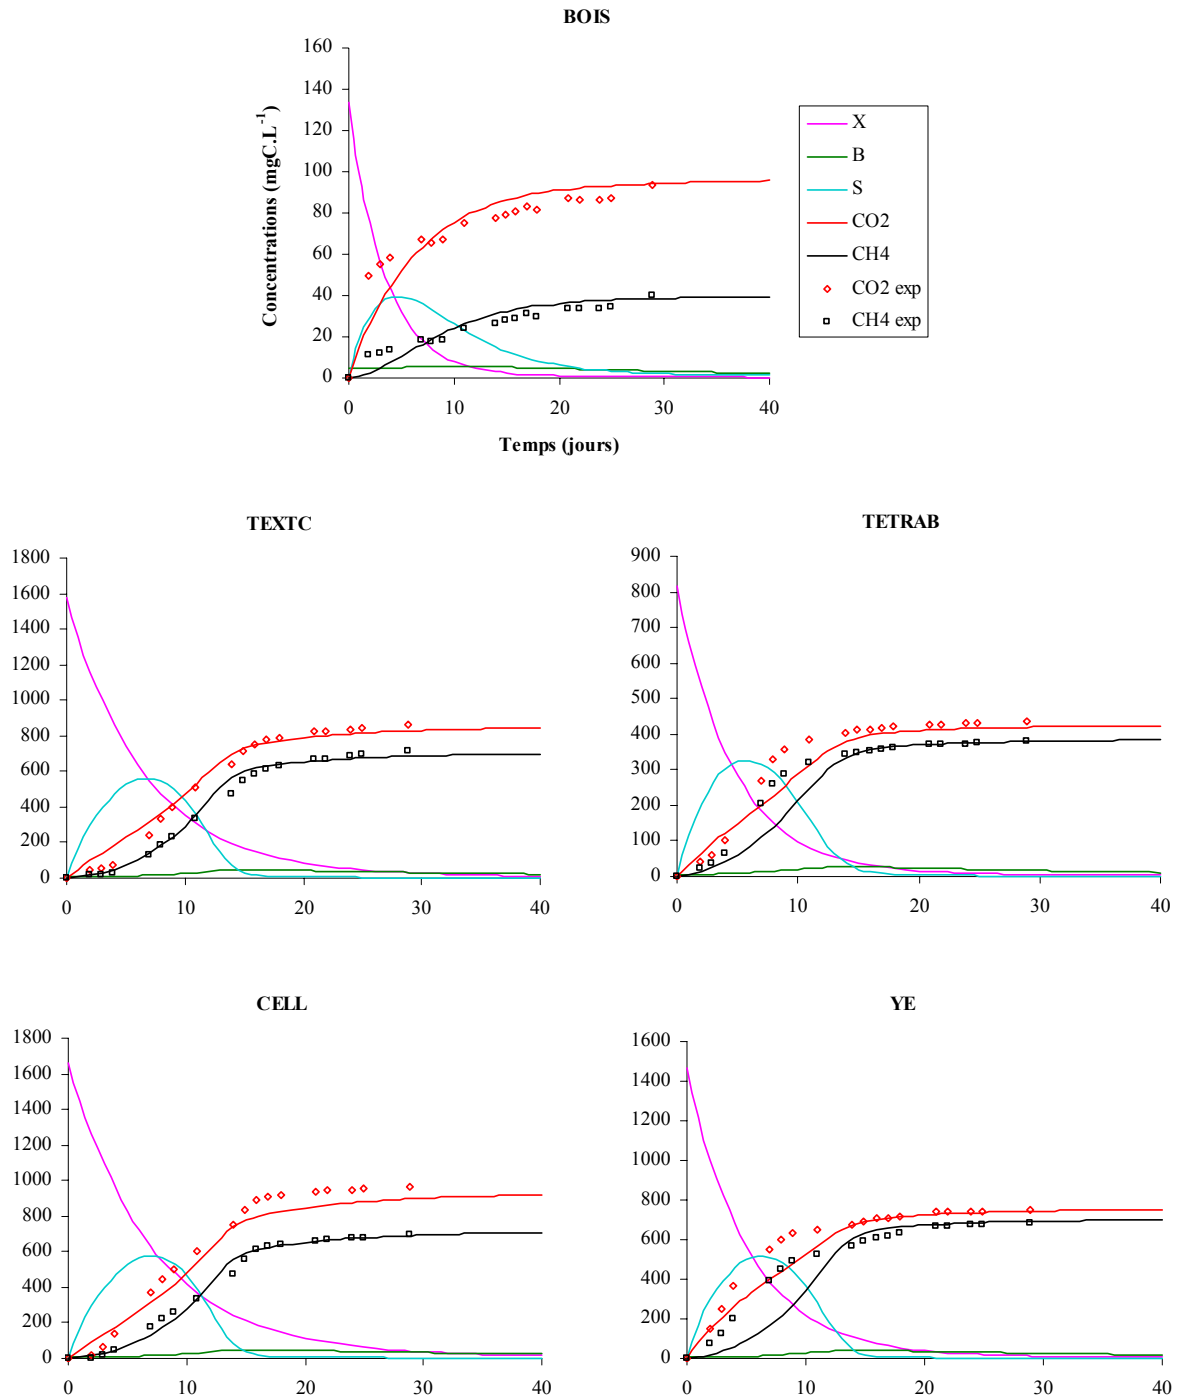 BOIS
Concentrations (mgC.L⁻¹)
160
140
120
100
80
60
40
20
0
0 10 20 30 40
Temps (jours)
X
B
S
CO2
CH4
CO2 exp
CH4 exp
TEXTC
1800
1600
1400
1200
1000
800
600
400
200
0
0 10 20 30 40
TETRAB
900
800
700
600
500
400
300
200
100
0
0 10 20 30 40
CELL
1800
1600
1400
1200
1000
800
600
400
200
0
0 10 20 30 40
YE
1600
1400
1200
1000
800
600
400
200
0
0 10 20 30 40